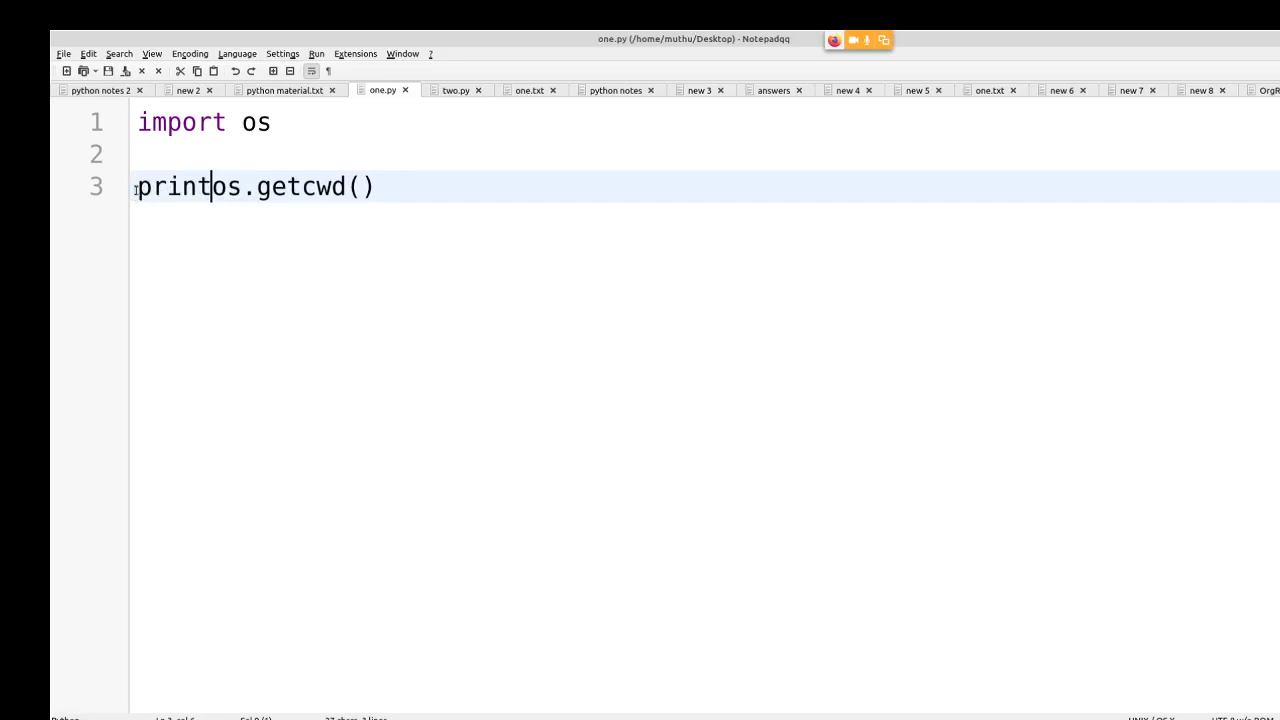 one.py (/home/muthu/Desktop) - Notepadqq
File Edit Search View Encoding Language Settings Run Extensions Window ?
python notes 2 new 2 python material.txt one.py two.py one.txt python notes new 3 answers new 4 new 5 one.txt new 6 new 7 new 8 OrgR
1 import os
2
3 printos.getcwd()